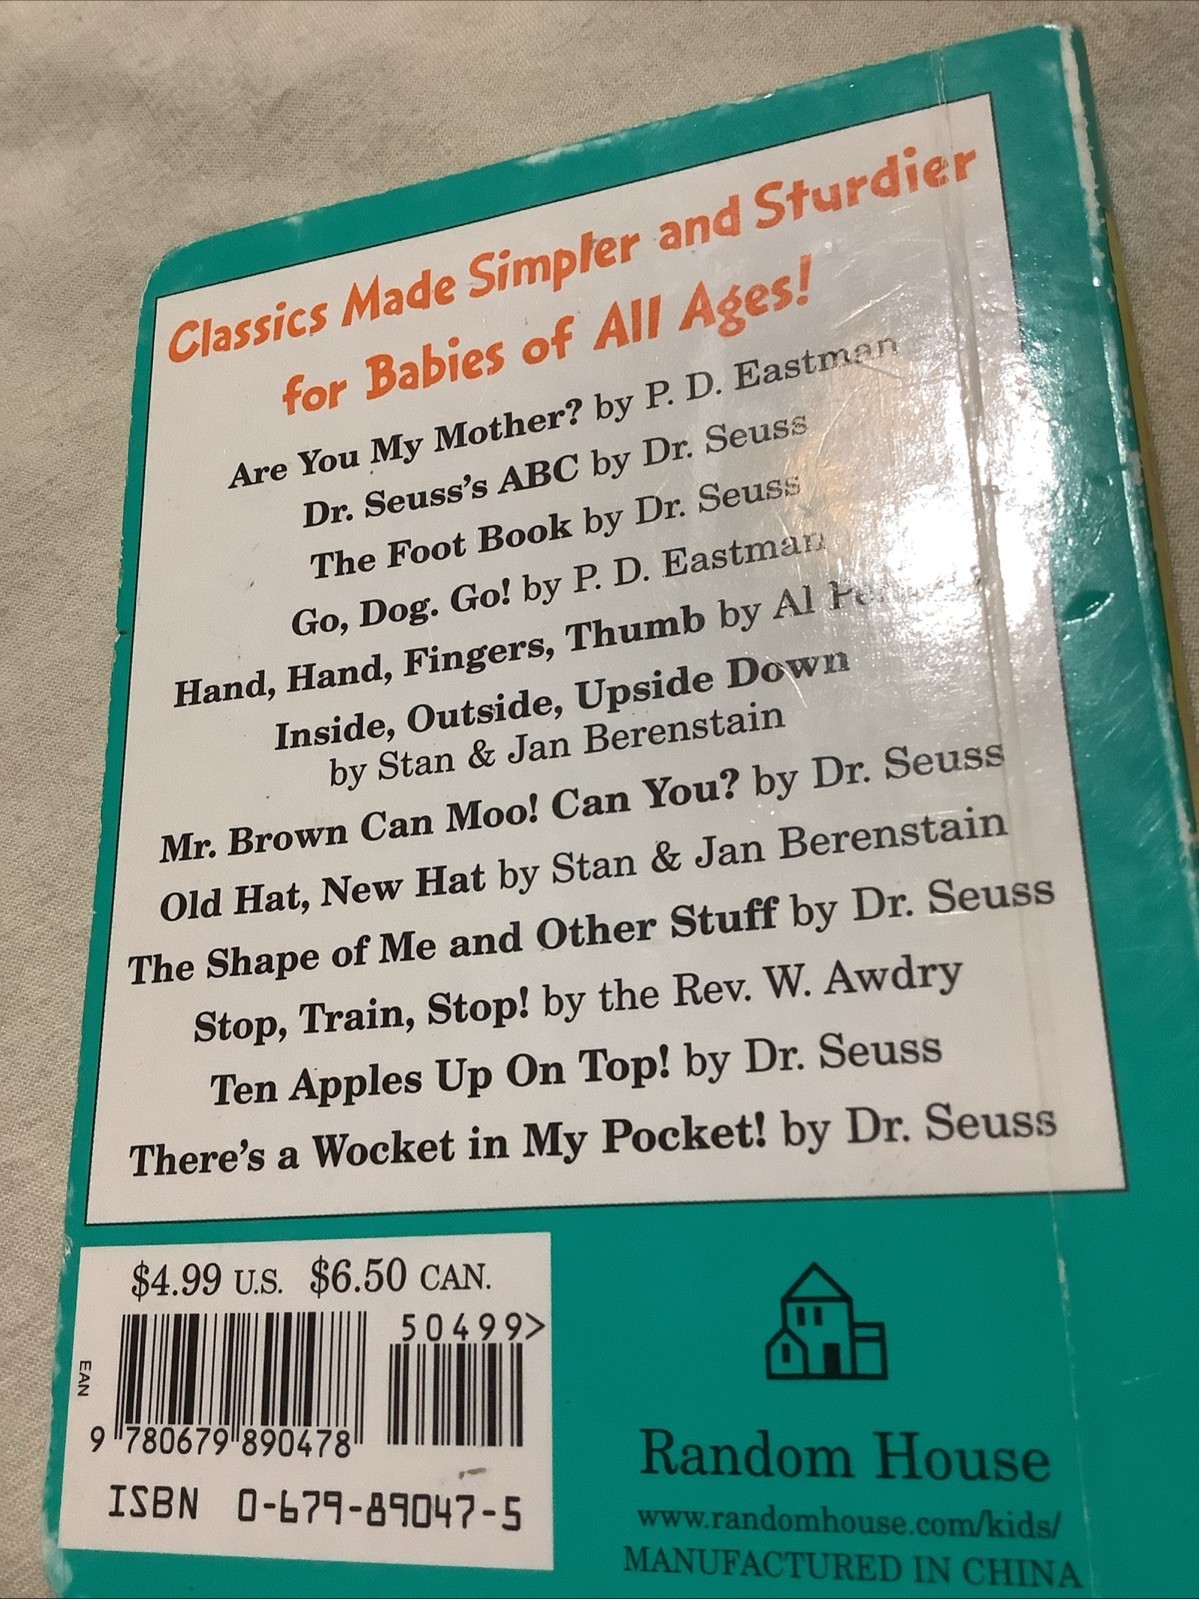 Classics Made Simpler and Sturdier
for Babies of All Ages!
Are You My Mother? by P. D. Eastman
Dr. Seuss's ABC by Dr. Seuss
The Foot Book by Dr. Seuss
Go, Dog. Go! by P. D. Eastman
Hand, Hand, Fingers, Thumb by Al
Inside, Outside, Upside Down
by Stan & Jan Berenstain
Mr. Brown Can Moo! Can You? by Dr. Seuss
Old Hat, New Hat by Stan & Jan Berenstain
The Shape of Me and Other Stuff by Dr. Seuss
Stop, Train, Stop! by the Rev. W. Awdry
Ten Apples Up On Top! by Dr. Seuss
There's a Wocket in My Pocket! by Dr. Seuss
$4.99 U.S. $6.50 CAN.
50499>
EAN
9 780679 890478
ISBN 0-679-89047-5
Random House
www.randomhouse.com/kids/
MANUFACTURED IN CHINA